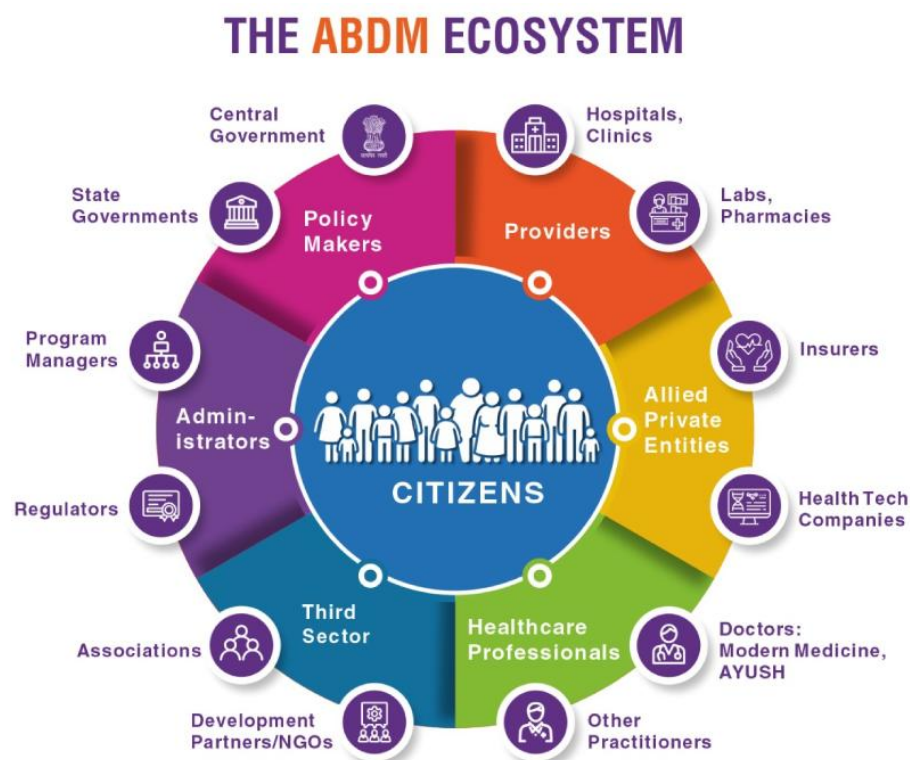 THE ABDM ECOSYSTEM
Central
Government
Hospitals,
Clinics
State
Governments
Labs,
Pharmacies
Policy
Makers
Providers
Program
Managers
Insurers
Admin-
istrators
Allied
Private
Entities
CITIZENS
Regulators
Health Tech
Companies
Third
Sector
Healthcare
Professionals
Associations
Doctors:
Modern Medicine,
AYUSH
Development
Partners/NGOs
Other
Practitioners